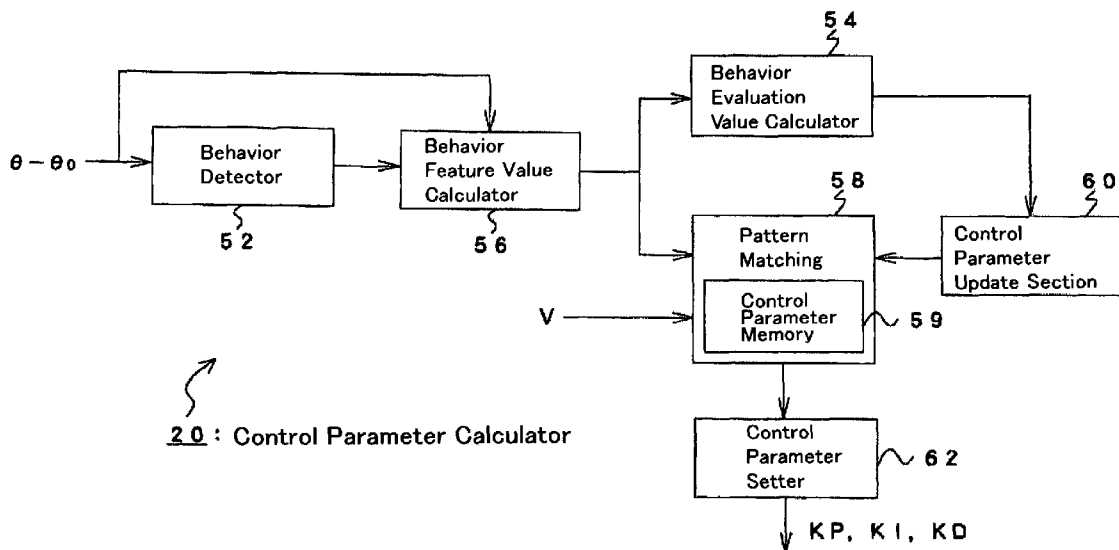 54
Behavior
Evaluation
Value Calculator
θ-θ0
Behavior
Detector
52
Behavior
Feature Value
Calculator
56
58
Pattern
Matching
Control
Parameter
Memory
59
V
60
Control
Parameter
Update Section
20: Control Parameter Calculator
Control
Parameter
Setter
62
KP, KI, KD